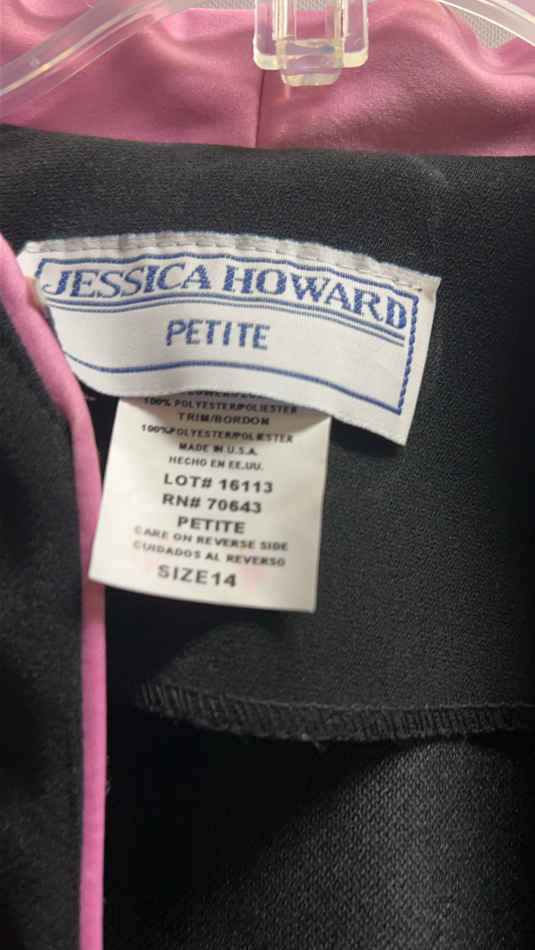 JESSICA HOWARD
PETITE
100% POLYESTER/POLIESTER
TRIM/BORDON
100%POLYESTER/POLIESTER
MADE IN U.S.A.
HECHO EN EE.UU.
LOT# 16113
RN# 70643
PETITE
CARE ON REVERSE SIDE
CUIDADOS AL REVERSO
SIZE14